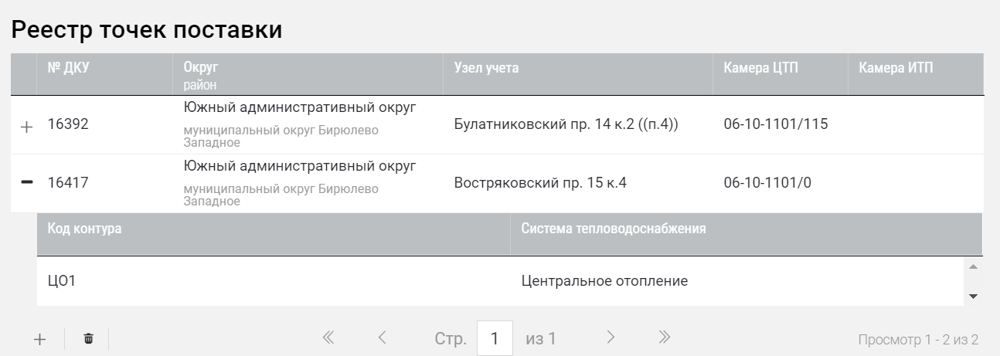 Реестр точек поставки
№ ДКУ Округ район Узел учета Камера ЦТП Камера ИТП
16392 Южный административный округ Булатниковский пр. 14 к.2 ((п.4)) 06-10-1101/115
муниципальный округ Бирюлево
Западное
16417 Южный административный округ Востряковский пр. 15 к.4 06-10-1101/0
муниципальный округ Бирюлево
Западное
Код контура Система тепловодоснабжения
ЦО1 Центральное отопление
Стр. 1 из 1 Просмотр 1 - 2 из 2